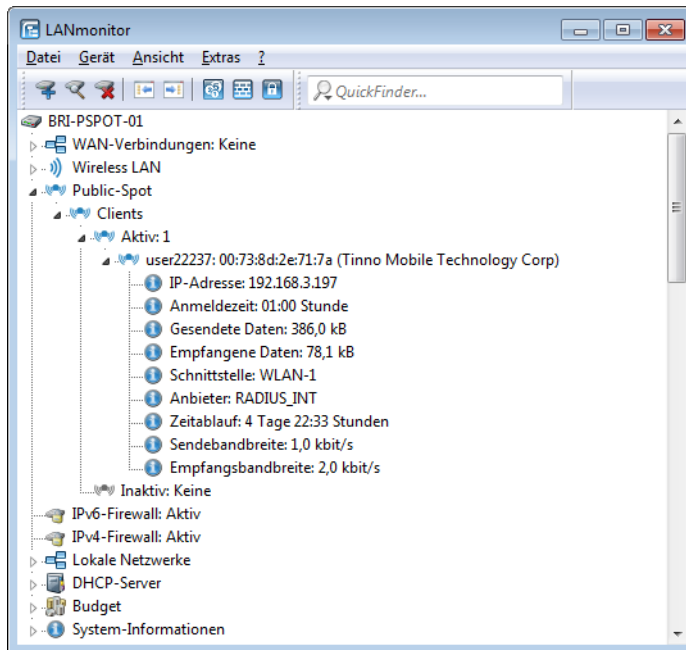 LANmonitor
Datei Gerät Ansicht Extras ?
QuickFinder...
BRI-PSPOT-01
WAN-Verbindungen: Keine
Wireless LAN
Public-Spot
Clients
Aktiv: 1
user22237: 00:73:8d:2e:71:7a (Tinno Mobile Technology Corp)
IP-Adresse: 192.168.3.197
Anmeldezeit: 01:00 Stunde
Gesendete Daten: 386,0 kB
Empfangene Daten: 78,1 kB
Schnittstelle: WLAN-1
Anbieter: RADIUS_INT
Zeitablauf: 4 Tage 22:33 Stunden
Sendebandbreite: 1,0 kbit/s
Empfangsbandbreite: 2,0 kbit/s
Inaktiv: Keine
IPv6-Firewall: Aktiv
IPv4-Firewall: Aktiv
Lokale Netzwerke
DHCP-Server
Budget
System-Informationen